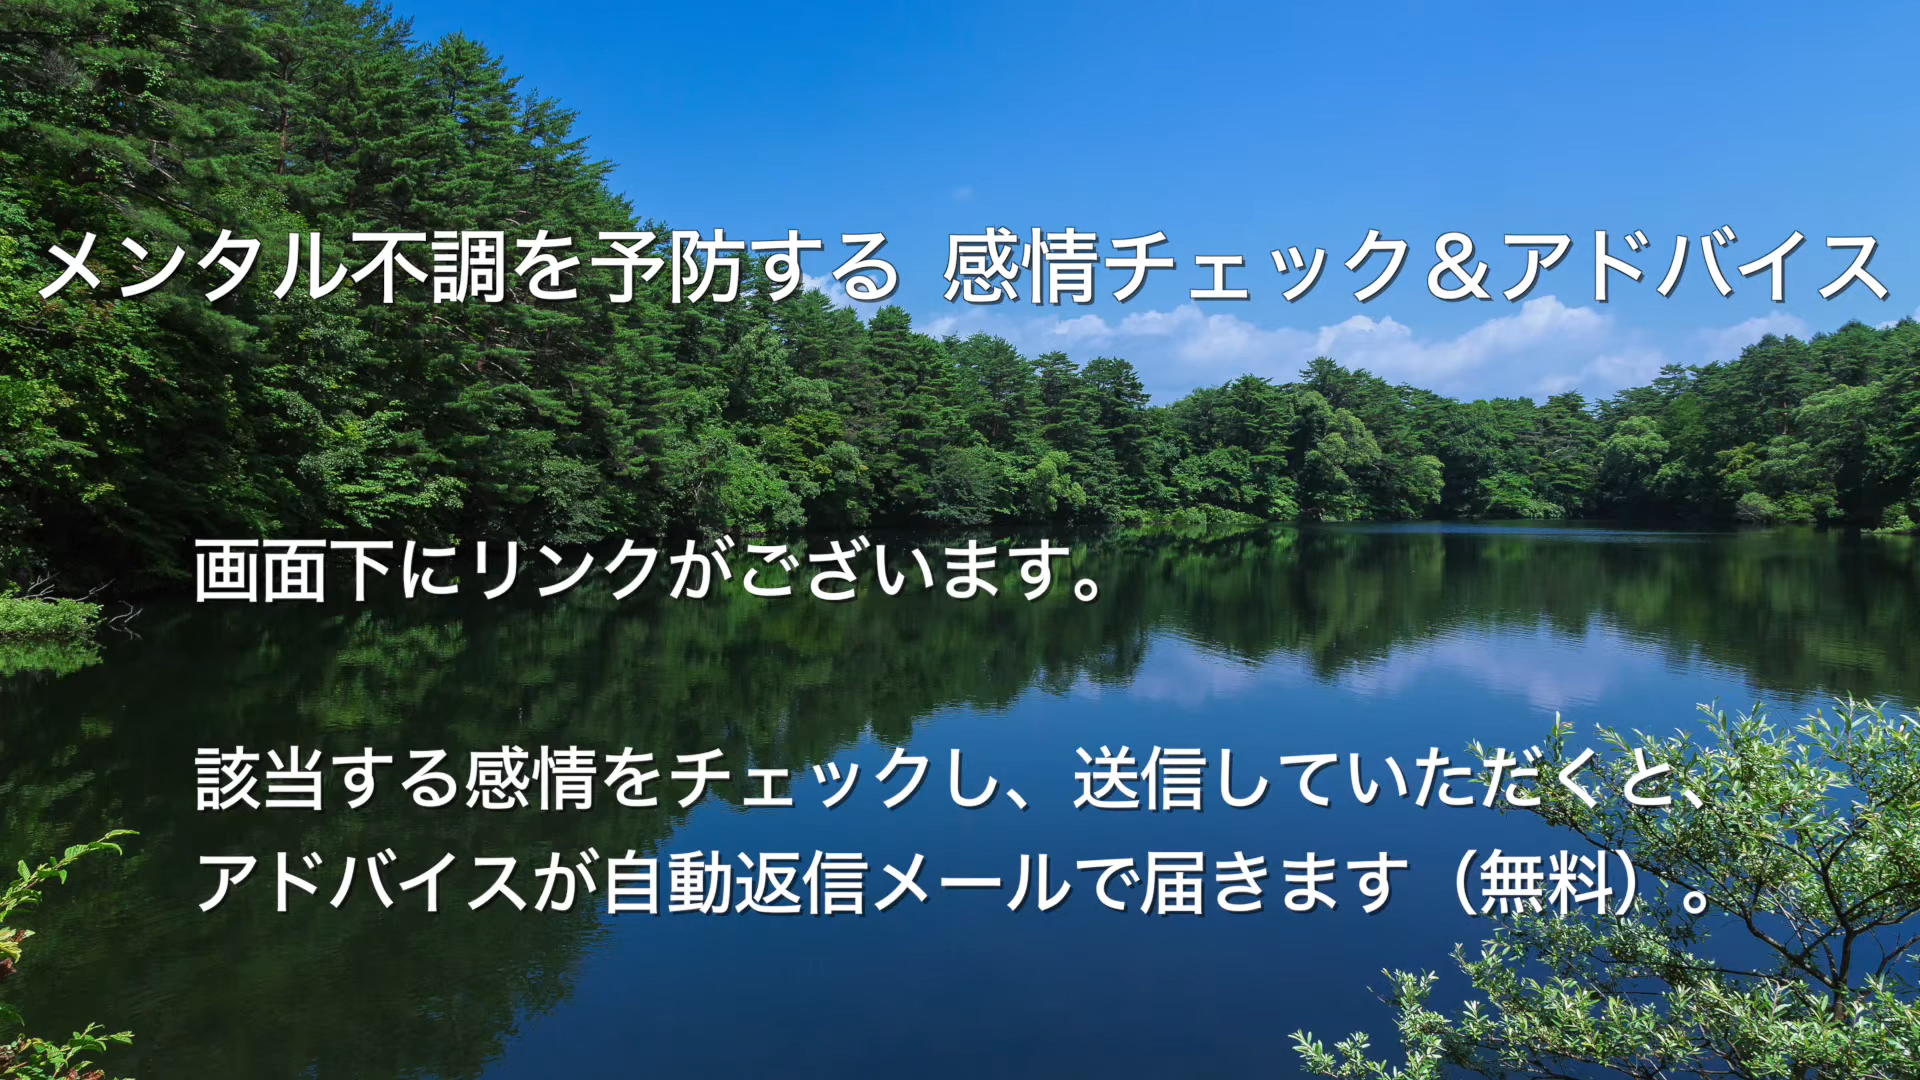 メンタル不調を予防する 感情チェック＆アドバイス
画面下にリンクがございます。
該当する感情をチェックし、送信していただくと、
アドバイスが自動返信メールで届きます（無料）。